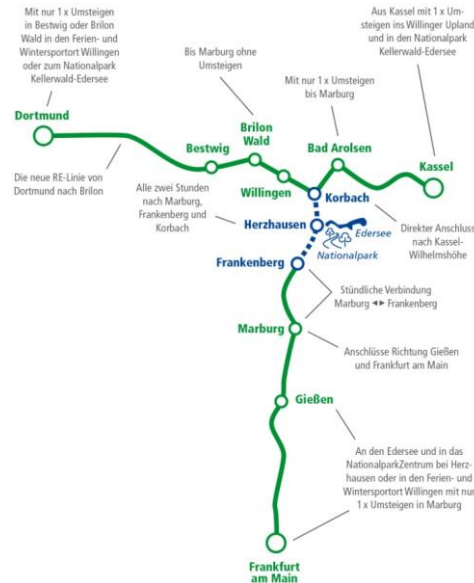 Mit nur 1 x Umsteigen
in Bestwig oder Brilon
Wald in den Ferien- und
Wintersportort Willingen
oder zum Nationalpark
Kellerwald-Edersee
Aus Kassel mit 1 x Um-
steigen ins Willinger Upland
und in den Nationalpark
Kellerwald-Edersee
Bis Marburg ohne
Umsteigen
Mit nur 1 x Umsteigen
bis Marburg
Dortmund
Brilon
Wald
Bestwig
Bad Arolsen
Kassel
Die neue RE-Linie von
Dortmund nach Brilon
Willingen
Korbach
Alle zwei Stunden
nach Marburg,
Frankenberg und
Korbach
Herzhausen
Edersee
Nationalpark
Direkter Anschluss
nach Kassel-
Wilhelmshöhe
Frankenberg
Stündliche Verbindung
Marburg ◄► Frankenberg
Marburg
Anschlüsse Richtung Gießen
und Frankfurt am Main
Gießen
An den Edersee und in das
NationalparkZentrum bei Herz-
hausen oder in den Ferien- und
Wintersportort Willingen mit nur
1 x Umsteigen in Marburg
Frankfurt
am Main